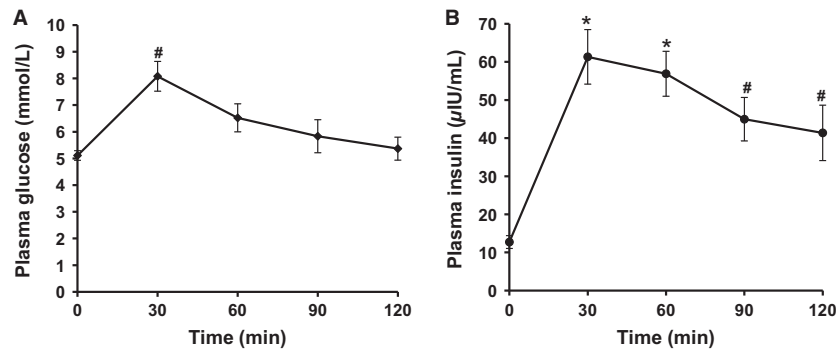 A
Plasma glucose (mmol/L)
10
9
8
7
6
5
4
3
2
1
0
#
0 30 60 90 120
Time (min)
B
Plasma insulin (µIU/mL)
70
60
50
40
30
20
10
0
* * # #
0 30 60 90 120
Time (min)